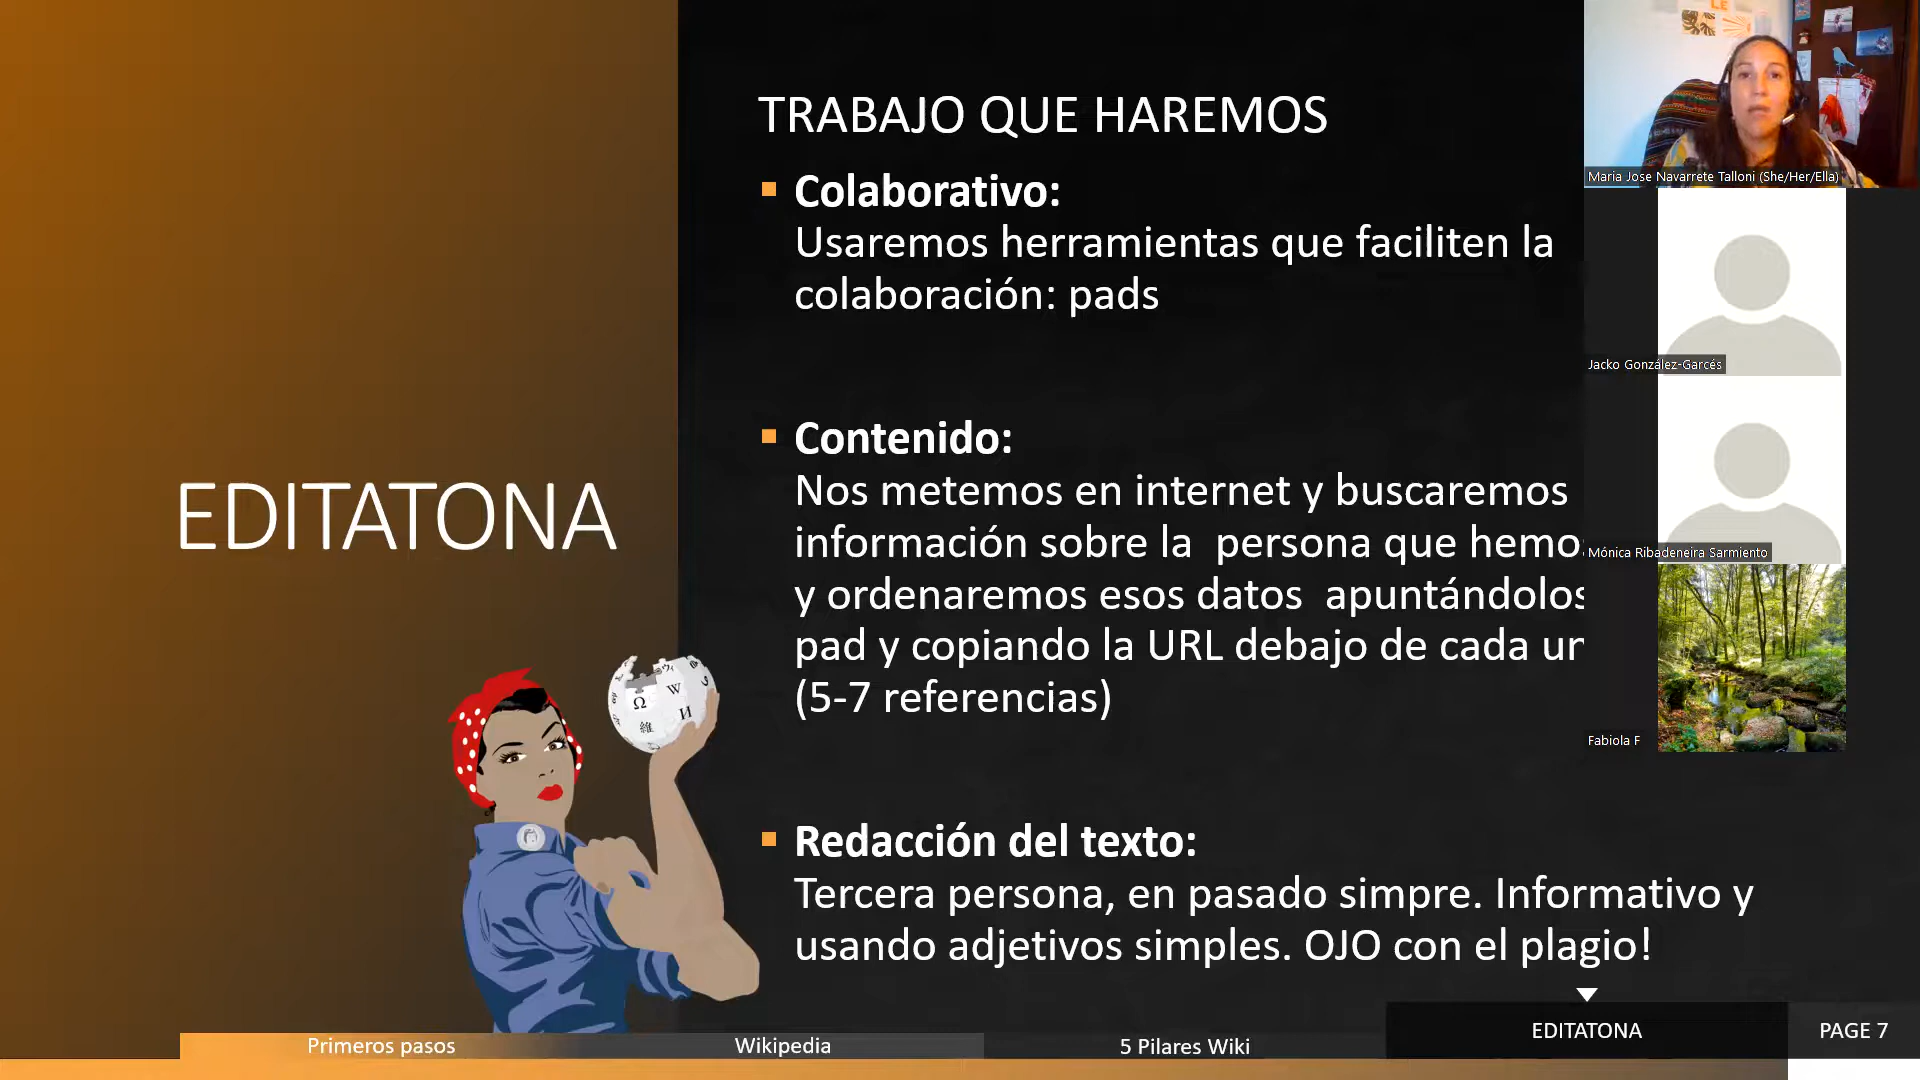 TRABAJO QUE HAREMOS
Colaborativo:
Usaremos herramientas que faciliten la
colaboración: pads
Contenido:
Nos metemos en internet y buscaremos
información sobre la persona que
y ordenaremos esos datos apuntándolos
pad y copiando la URL debajo de cada
(5-7 referencias)
Redacción del texto:
Tercera persona, en pasado simpre. Informativo y
usando adjetivos simples. OJO con el plagio!
EDITATONA
Ω W И 維
Maria Jose Navarrete Talloni (She/Her/Ella)
Jacko González-Garcés
Mónica Ribadeneira Sarmiento
Fabiola F
Primeros pasos
Wikipedia
5 Pilares Wiki
EDITATONA
PAGE 7